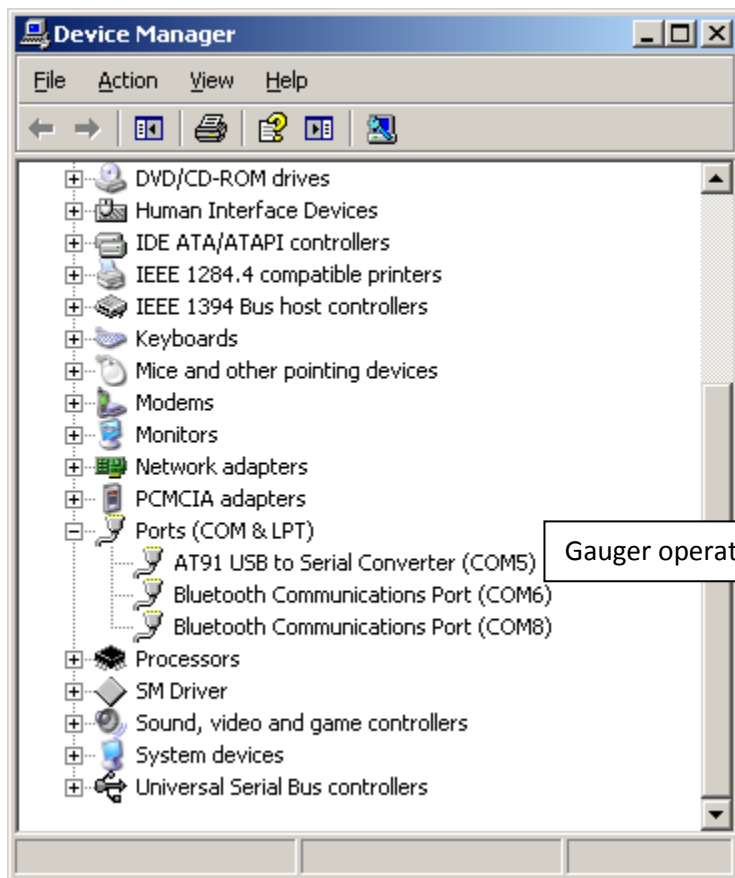 Device Manager
File Action View Help
DVD/CD-ROM drives
Human Interface Devices
IDE ATA/ATAPI controllers
IEEE 1284.4 compatible printers
IEEE 1394 Bus host controllers
Keyboards
Mice and other pointing devices
Modems
Monitors
Network adapters
PCMCIA adapters
Ports (COM & LPT)
AT91 USB to Serial Converter (COM5)
Gauger operat
Bluetooth Communications Port (COM6)
Bluetooth Communications Port (COM8)
Processors
SM Driver
Sound, video and game controllers
System devices
Universal Serial Bus controllers